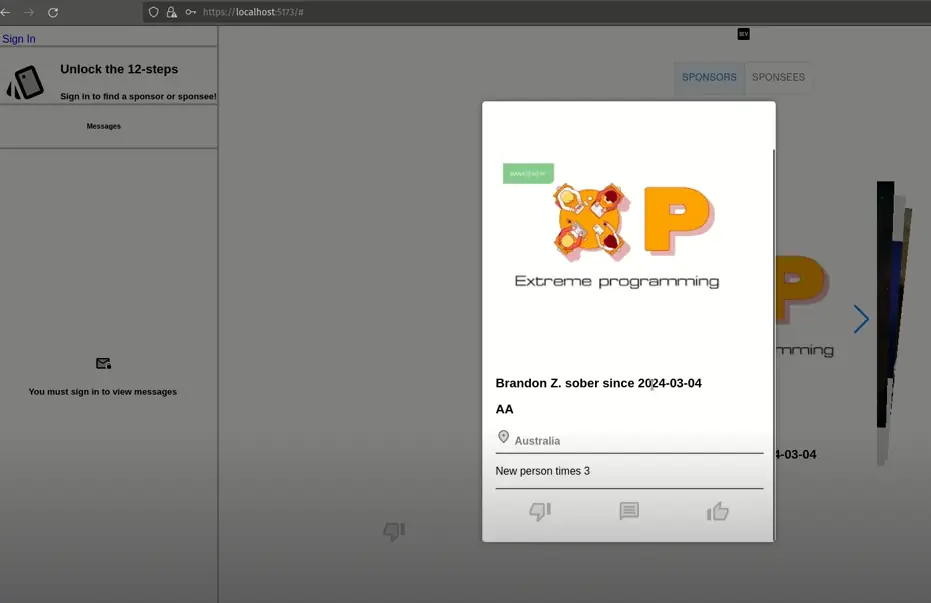 https://localhost:5173/#
Sign In
DEV
Unlock the 12-steps
Sign in to find a sponsor or sponsee!
Messages
You must sign in to view messages
SPONSORS
SPONSEES
P
Extreme programming
Brandon Z. sober since 2024-03-04
AA
Australia
New person times 3
P
mming
4-03-04